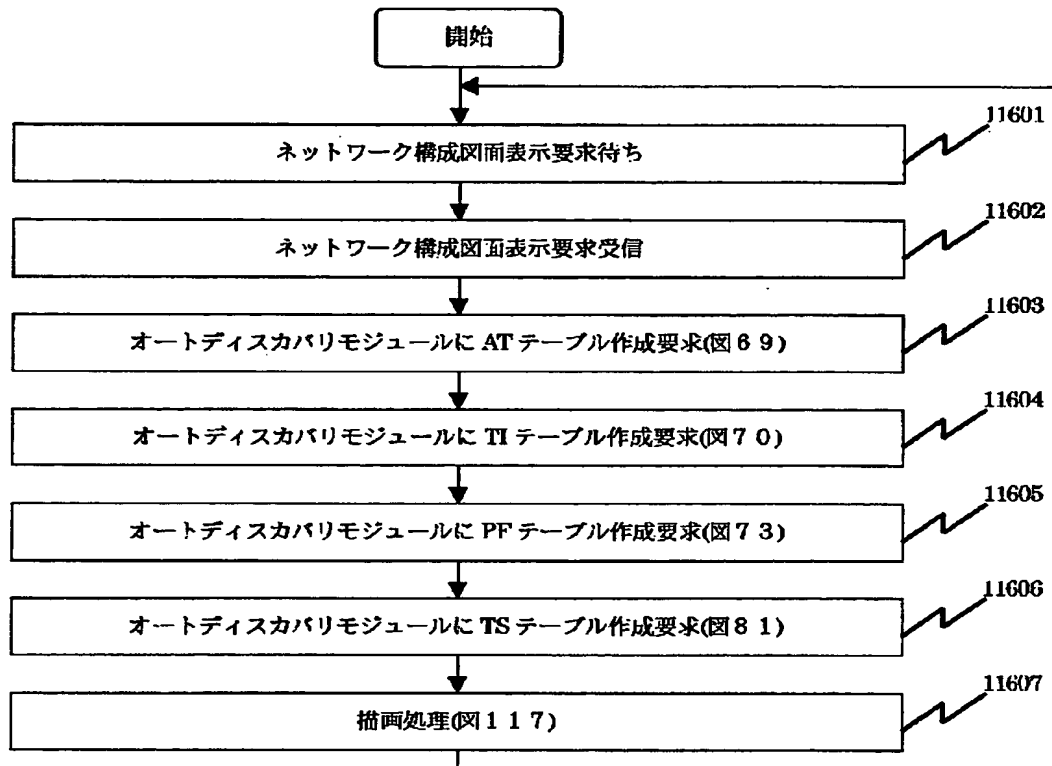 開始
11601
ネットワーク構成図面表示要求待ち
11602
ネットワーク構成図面表示要求受信
11603
オートディスカバリモジュールに AT テーブル作成要求(図69)
11604
オートディスカバリモジュールに TI テーブル作成要求(図70)
11605
オートディスカバリモジュールに PF テーブル作成要求(図73)
11606
オートディスカバリモジュールに TS テーブル作成要求(図81)
11607
描画処理(図117)